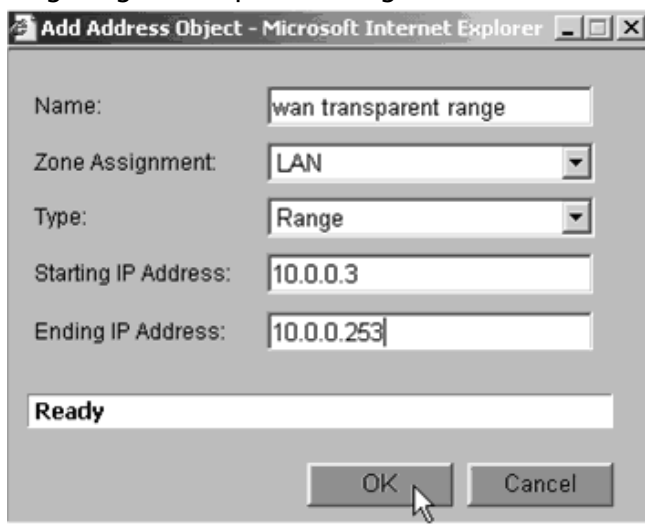 Add Address Object - Microsoft Internet Explorer
Name: wan transparent range
Zone Assignment: LAN
Type: Range
Starting IP Address: 10.0.0.3
Ending IP Address: 10.0.0.253
Ready
OK Cancel